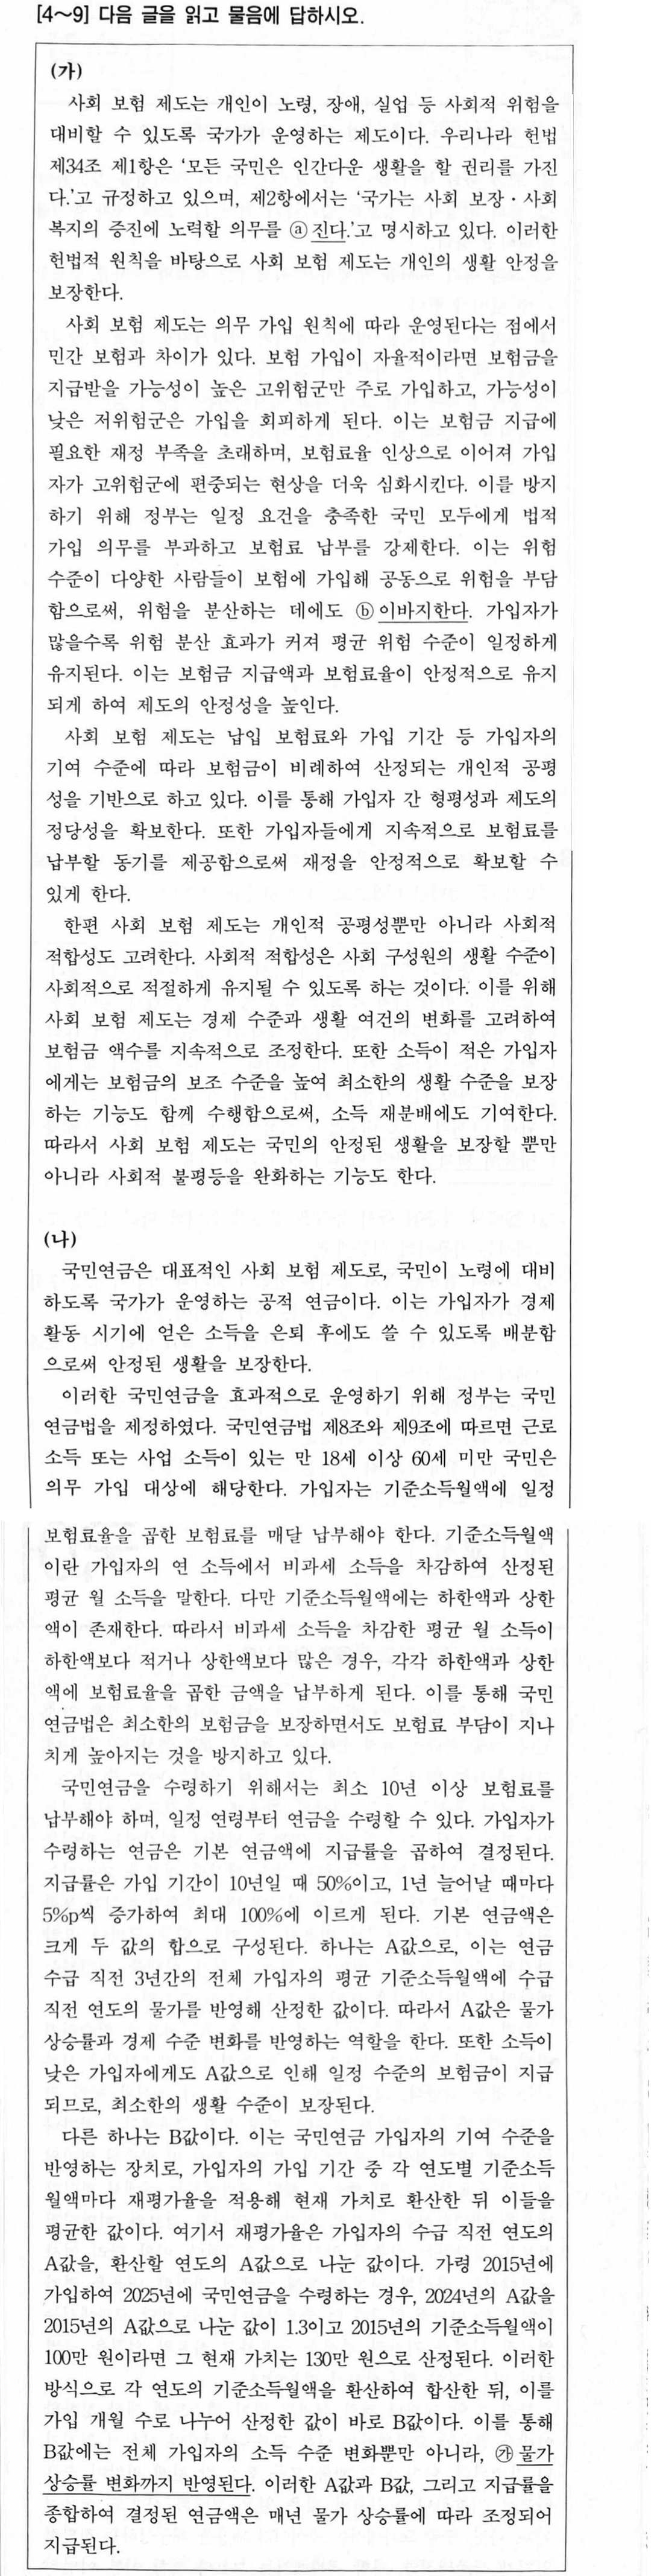 [4~9] 다음 글을 읽고 물음에 답하시오.
(가)
사회 보험 제도는 개인이 노령, 장애, 실업 등 사회적 위험을
대비할 수 있도록 국가가 운영하는 제도이다. 우리나라 헌법
제34조 제1항은 ‘모든 국민은 인간다운 생활을 할 권리를 가진
다.’고 규정하고 있으며, 제2항에서는 ‘국가는 사회 보장·사회
복지의 증진에 노력할 의무를 ⓐ진다.’고 명시하고 있다. 이러한
헌법적 원칙을 바탕으로 사회 보험 제도는 개인의 생활 안정을
보장한다.
사회 보험 제도는 의무 가입 원칙에 따라 운영된다는 점에서
민간 보험과 차이가 있다. 보험 가입이 자율적이라면 보험금을
지급받을 가능성이 높은 고위험군만 주로 가입하고, 가능성이
낮은 저위험군은 가입을 회피하게 된다. 이는 보험금 지급에
필요한 재정 부족을 초래하며, 보험료율 인상으로 이어져 가입
자가 고위험군에 편중되는 현상을 더욱 심화시킨다. 이를 방지
하기 위해 정부는 일정 요건을 충족한 국민 모두에게 법적
가입 의무를 부과하고 보험료 납부를 강제한다. 이는 위험
수준이 다양한 사람들이 보험에 가입해 공동으로 위험을 부담
함으로써, 위험을 분산하는 데에도 ⓑ이바지한다. 가입자가
많을수록 위험 분산 효과가 커져 평균 위험 수준이 일정하게
유지된다. 이는 보험금 지급액과 보험료율이 안정적으로 유지
되게 하여 제도의 안정성을 높인다.
사회 보험 제도는 납입 보험료와 가입 기간 등 가입자의
기여 수준에 따라 보험금이 비례하여 산정되는 개인적 공평
성을 기반으로 하고 있다. 이를 통해 가입자 간 형평성과 제도의
정당성을 확보한다. 또한 가입자들에게 지속적으로 보험료를
납부할 동기를 제공함으로써 재정을 안정적으로 확보할 수
있게 한다.
한편 사회 보험 제도는 개인적 공평성뿐만 아니라 사회적
적합성도 고려한다. 사회적 적합성은 사회 구성원의 생활 수준이
사회적으로 적절하게 유지될 수 있도록 하는 것이다. 이를 위해
사회 보험 제도는 경제 수준과 생활 여건의 변화를 고려하여
보험금 액수를 지속적으로 조정한다. 또한 소득이 적은 가입자
에게는 보험금의 보조 수준을 높여 최소한의 생활 수준을 보장
하는 기능도 함께 수행함으로써, 소득 재분배에도 기여한다.
따라서 사회 보험 제도는 국민의 안정된 생활을 보장할 뿐만
아니라 사회적 불평등을 완화하는 기능도 한다.
(나)
국민연금은 대표적인 사회 보험 제도로, 국민이 노령에 대비
하도록 국가가 운영하는 공적 연금이다. 이는 가입자가 경제
활동 시기에 얻은 소득을 은퇴 후에도 쓸 수 있도록 배분함
으로써 안정된 생활을 보장한다.
이러한 국민연금을 효과적으로 운영하기 위해 정부는 국민
연금법을 제정하였다. 국민연금법 제8조와 제9조에 따르면 근로
소득 또는 사업 소득이 있는 만 18세 이상 60세 미만 국민은
의무 가입 대상에 해당한다. 가입자는 기준소득월액에 일정
보험료율을 곱한 보험료를 매달 납부해야 한다. 기준소득월액
이란 가입자의 연 소득에서 비과세 소득을 차감하여 산정된
평균 월 소득을 말한다. 다만 기준소득월액에는 하한액과 상한
액이 존재한다. 따라서 비과세 소득을 차감한 평균 월 소득이
하한액보다 적거나 상한액보다 많은 경우, 각각 하한액과 상한
액에 보험료율을 곱한 금액을 납부하게 된다. 이를 통해 국민
연금법은 최소한의 보험금을 보장하면서도 보험료 부담이 지나
치게 높아지는 것을 방지하고 있다.
국민연금을 수령하기 위해서는 최소 10년 이상 보험료를
납부해야 하며, 일정 연령부터 연금을 수령할 수 있다. 가입자가
수령하는 연금은 기본 연금액에 지급률을 곱하여 결정된다.
지급률은 가입 기간이 10년일 때 50%이고, 1년 늘어날 때마다
5%p씩 증가하여 최대 100%에 이르게 된다. 기본 연금액은
크게 두 값의 합으로 구성된다. 하나는 A값으로, 이는 연금
수급 직전 3년간의 전체 가입자의 평균 기준소득월액에 수급
직전 연도의 물가를 반영해 산정한 값이다. 따라서 A값은 물가
상승률과 경제 수준 변화를 반영하는 역할을 한다. 또한 소득이
낮은 가입자에게도 A값으로 인해 일정 수준의 보험금이 지급
되므로, 최소한의 생활 수준이 보장된다.
다른 하나는 B값이다. 이는 국민연금 가입자의 기여 수준을
반영하는 장치로, 가입자의 가입 기간 중 각 연도별 기준소득
월액마다 재평가율을 적용해 현재 가치로 환산한 뒤 이들을
평균한 값이다. 여기서 재평가율은 가입자의 수급 직전 연도의
A값을, 환산할 연도의 A값으로 나눈 값이다. 가령 2015년에
가입하여 2025년에 국민연금을 수령하는 경우, 2024년의 A값을
2015년의 A값으로 나눈 값이 1.3이고 2015년의 기준소득월액이
100만 원이라면 그 현재 가치는 130만 원으로 산정된다. 이러한
방식으로 각 연도의 기준소득월액을 환산하여 합산한 뒤, 이를
가입 개월 수로 나누어 산정한 값이 바로 B값이다. 이를 통해
B값에는 전체 가입자의 소득 수준 변화뿐만 아니라, ㉮물가
상승률 변화까지 반영된다. 이러한 A값과 B값, 그리고 지급률을
종합하여 결정된 연금액은 매년 물가 상승률에 따라 조정되어
지급된다.